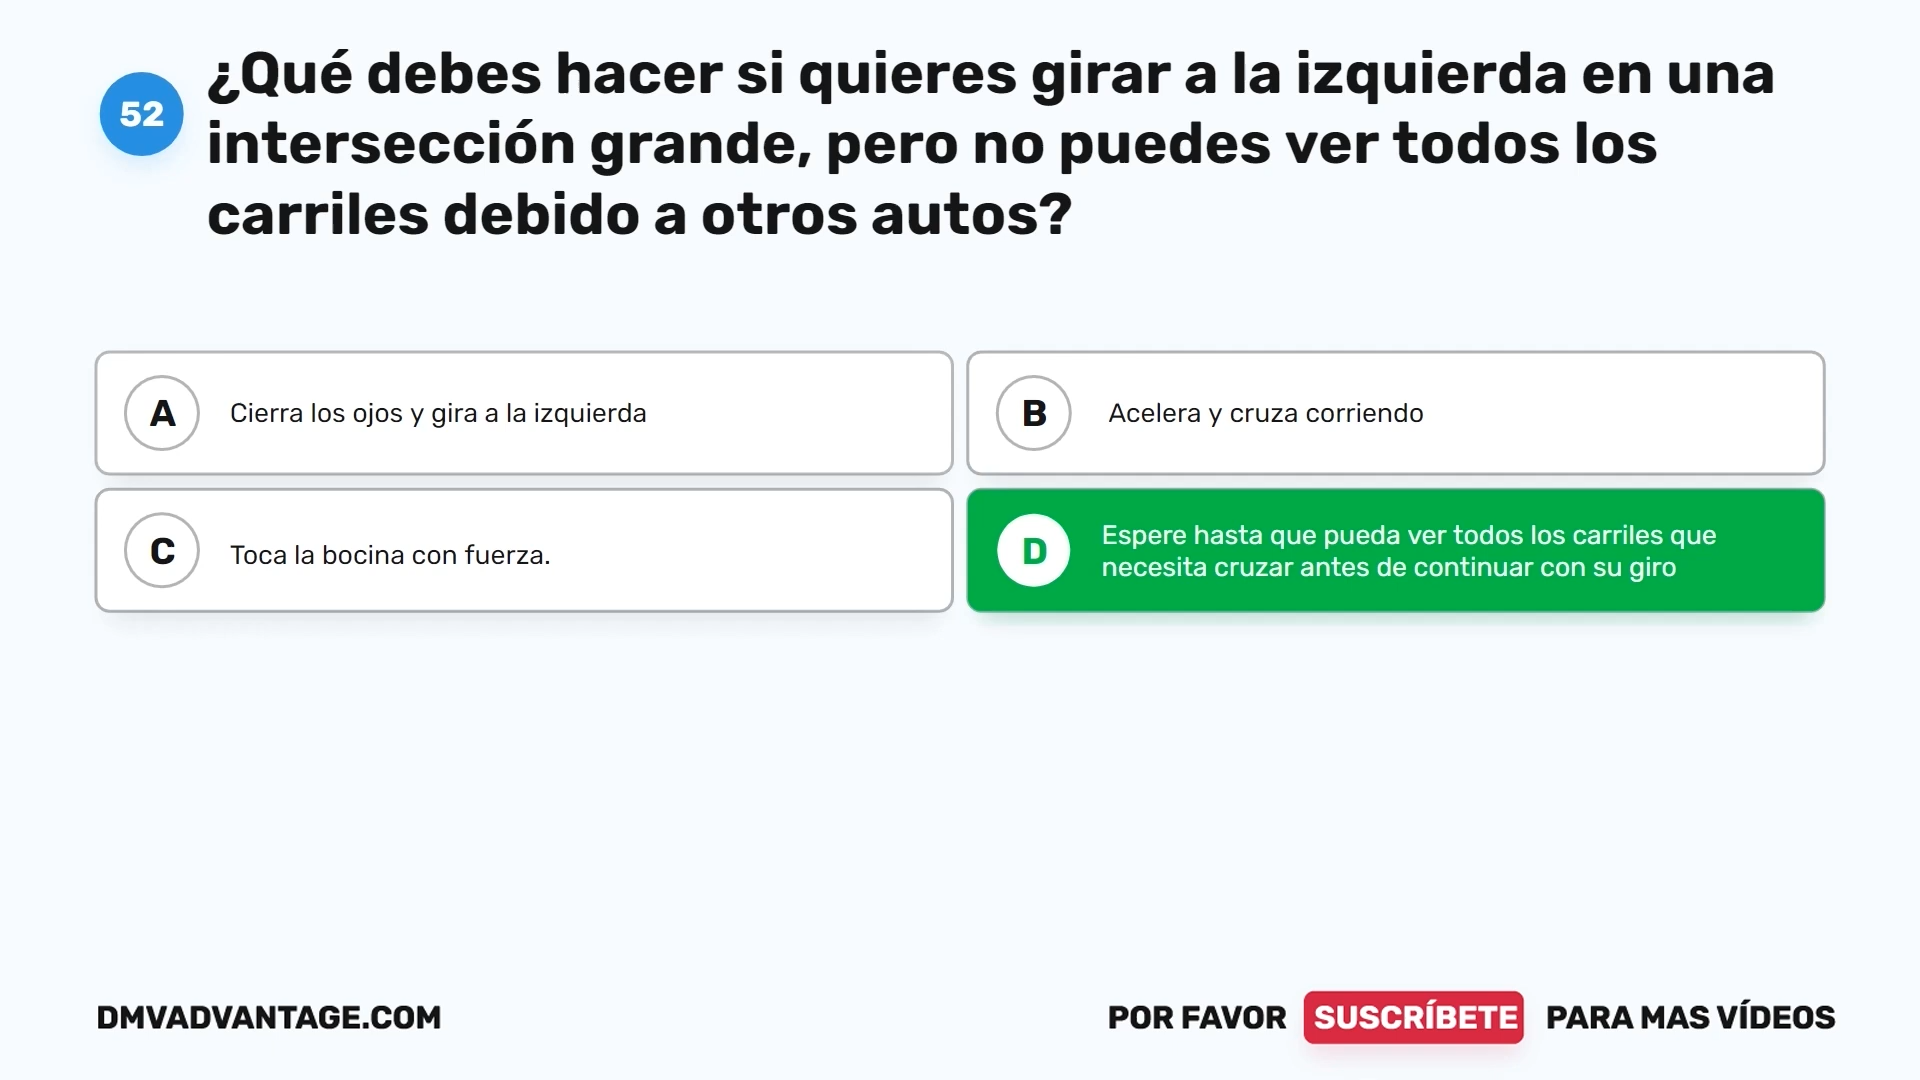 52
¿Qué debes hacer si quieres girar a la izquierda en una
intersección grande, pero no puedes ver todos los
carriles debido a otros autos?
A Cierra los ojos y gira a la izquierda
B Acelera y cruza corriendo
C Toca la bocina con fuerza.
D Espere hasta que pueda ver todos los carriles que
necesita cruzar antes de continuar con su giro
DMVADVANTAGE.COM
POR FAVOR SUSCRÍBETE PARA MAS VÍDEOS